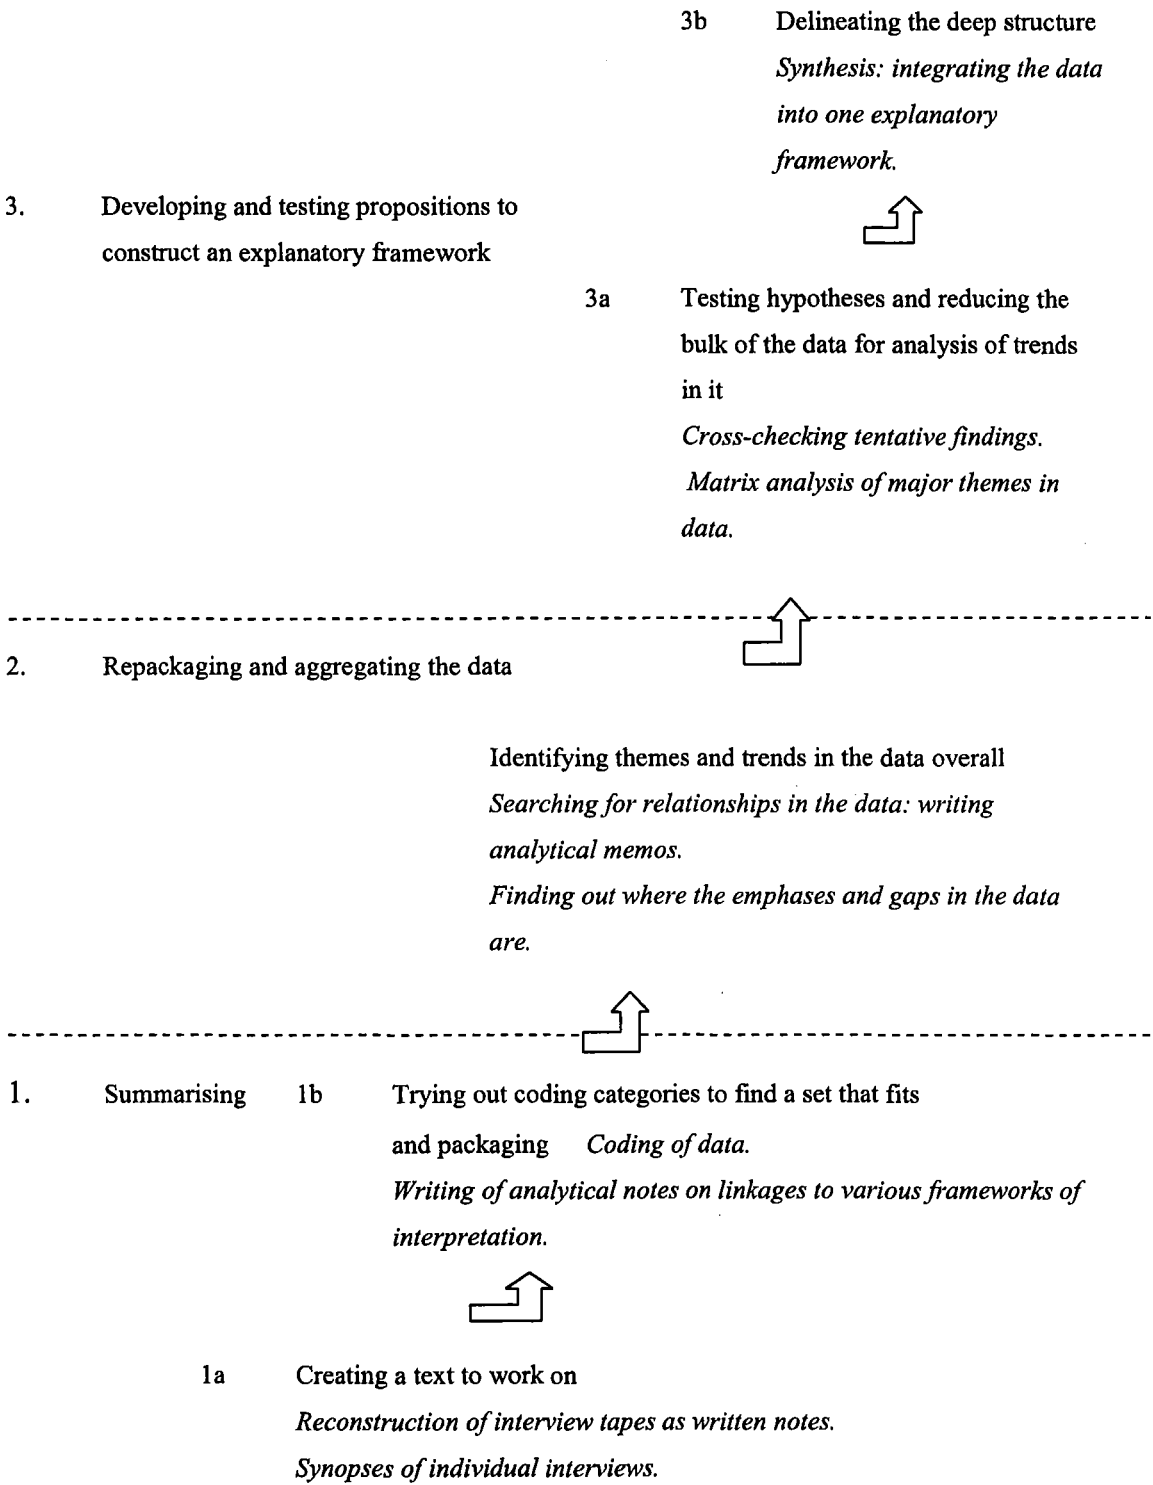 3b Delineating the deep structure
Synthesis: integrating the data
into one explanatory
framework.
3. Developing and testing propositions to
construct an explanatory framework
3a Testing hypotheses and reducing the
bulk of the data for analysis of trends
in it
Cross-checking tentative findings.
Matrix analysis of major themes in
data.
2. Repackaging and aggregating the data
Identifying themes and trends in the data overall
Searching for relationships in the data: writing
analytical memos.
Finding out where the emphases and gaps in the data
are.
1. Summarising 1b Trying out coding categories to find a set that fits
and packaging Coding of data.
Writing of analytical notes on linkages to various frameworks of
interpretation.
1a Creating a text to work on
Reconstruction of interview tapes as written notes.
Synopses of individual interviews.